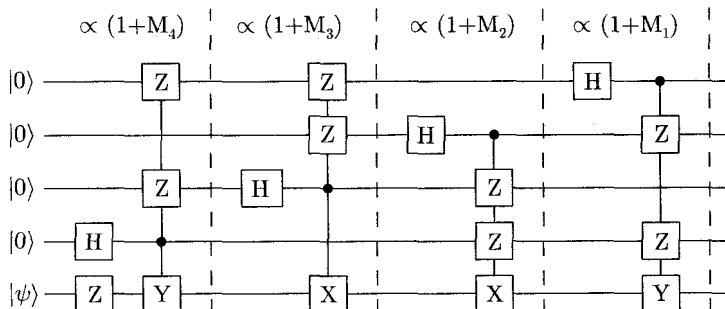 ∝ (1+M₄) ∝ (1+M₃) ∝ (1+M₂) ∝ (1+M₁)
|0⟩ Z Z H
|0⟩ Z H Z
|0⟩ Z H Z
|0⟩ H Z Z
|ψ⟩ Z Y X X Y